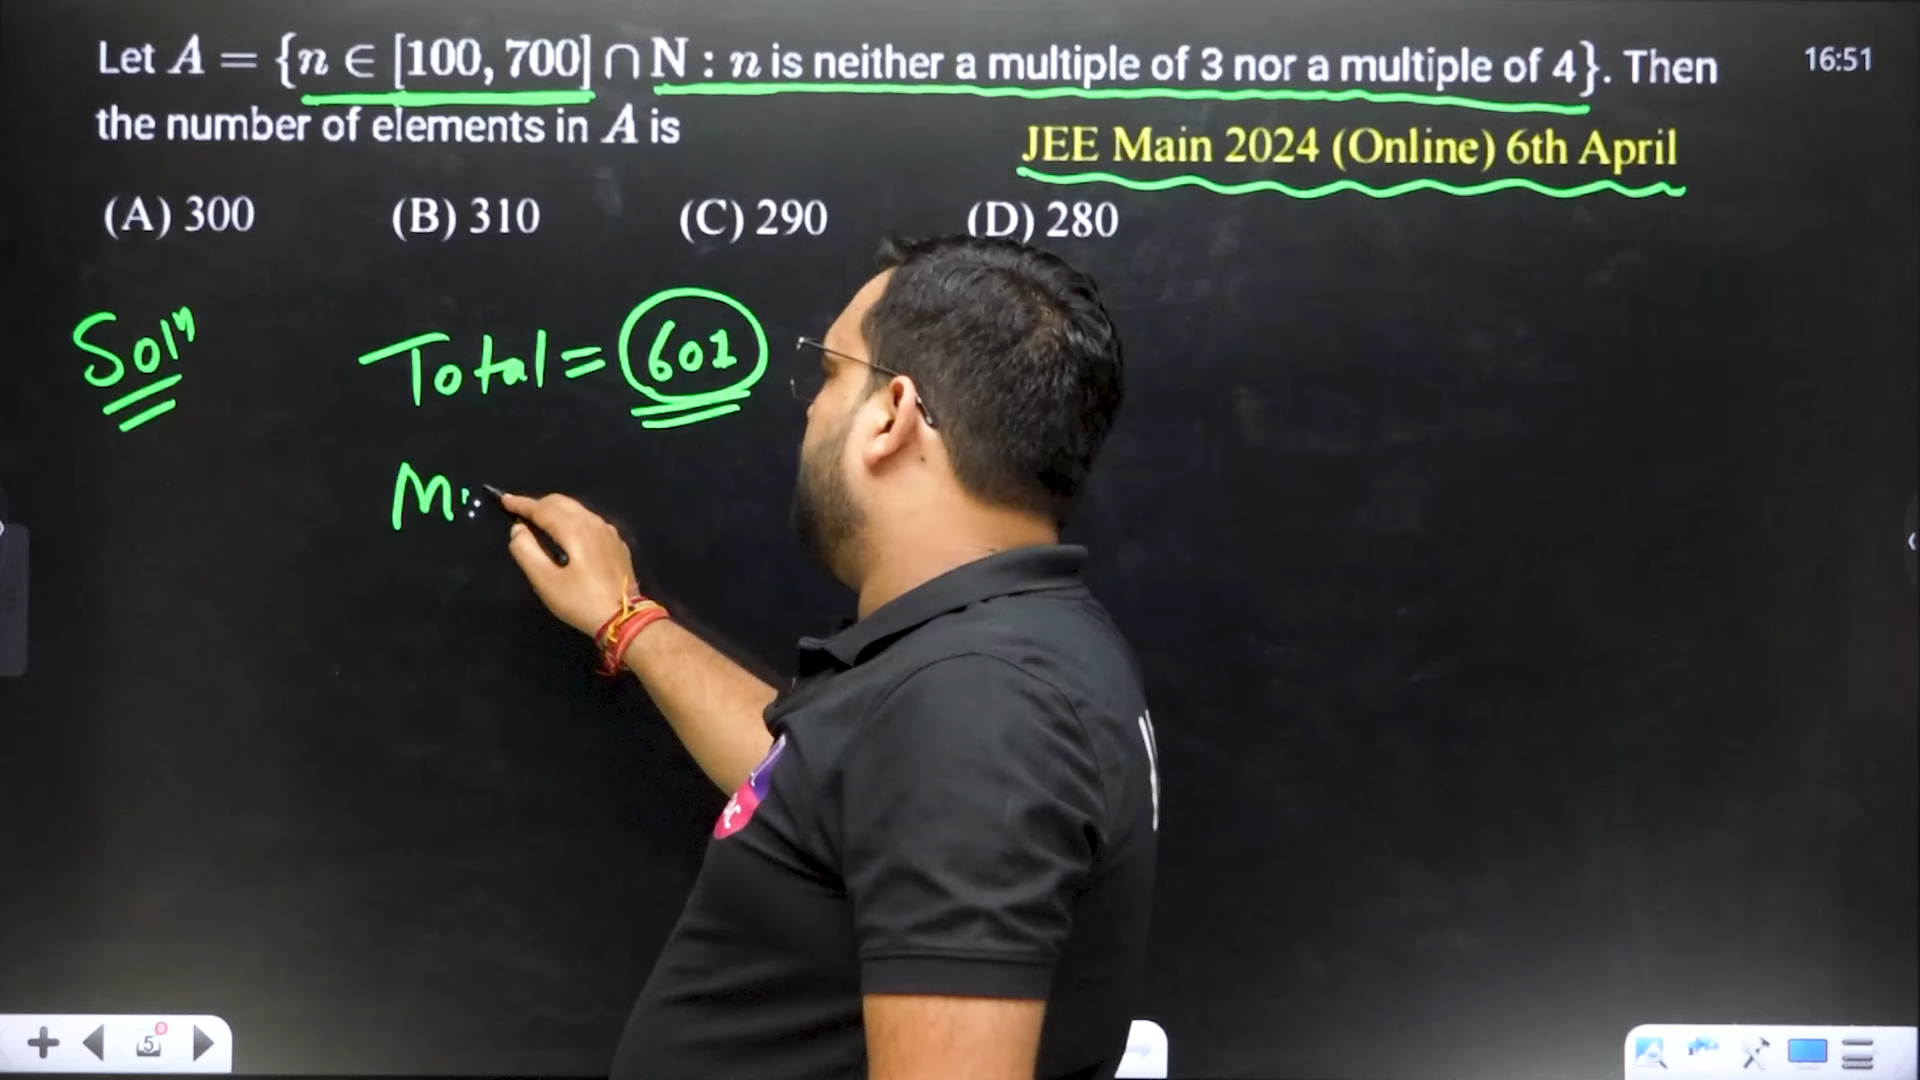 Let A = {n ∈ [100, 700] ∩ N : n is neither a multiple of 3 nor a multiple of 4}. Then
16:51
the number of elements in A is
JEE Main 2024 (Online) 6th April
(A) 300 (B) 310 (C) 290 (D) 280
Solⁿ Total = 601
5
8